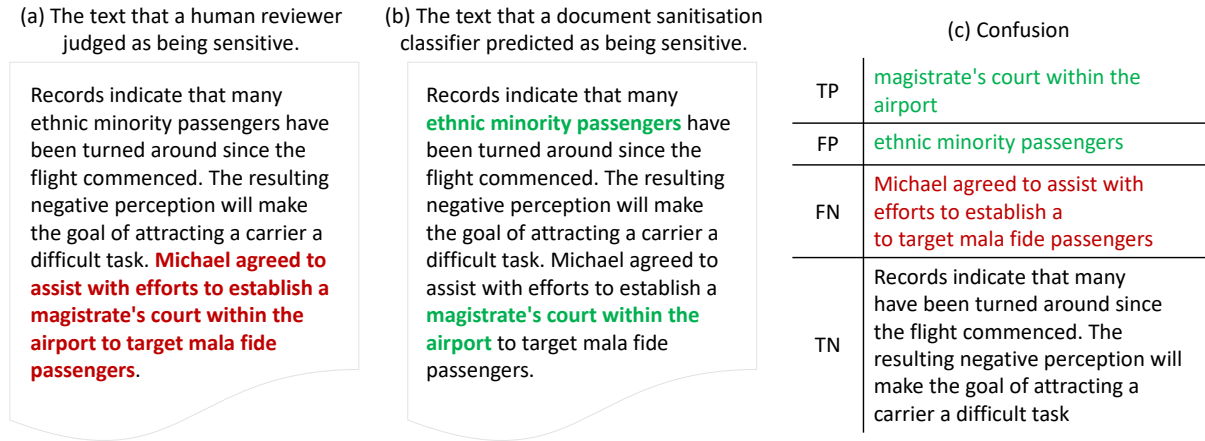 (a) The text that a human reviewer
judged as being sensitive.
Records indicate that many
ethnic minority passengers have
been turned around since the
flight commenced. The resulting
negative perception will make
the goal of attracting a carrier a
difficult task. Michael agreed to
assist with efforts to establish a
magistrate's court within the
airport to target mala fide
passengers.
(b) The text that a document sanitisation
classifier predicted as being sensitive.
Records indicate that many
ethnic minority passengers have
been turned around since the
flight commenced. The resulting
negative perception will make
the goal of attracting a carrier a
difficult task. Michael agreed to
assist with efforts to establish a
magistrate's court within the
airport to target mala fide
passengers.
(c) Confusion
TP
magistrate's court within the
airport
FP
ethnic minority passengers
FN
Michael agreed to assist with
efforts to establish a
to target mala fide passengers
TN
Records indicate that many
have been turned around since
the flight commenced. The
resulting negative perception will
make the goal of attracting a
carrier a difficult task